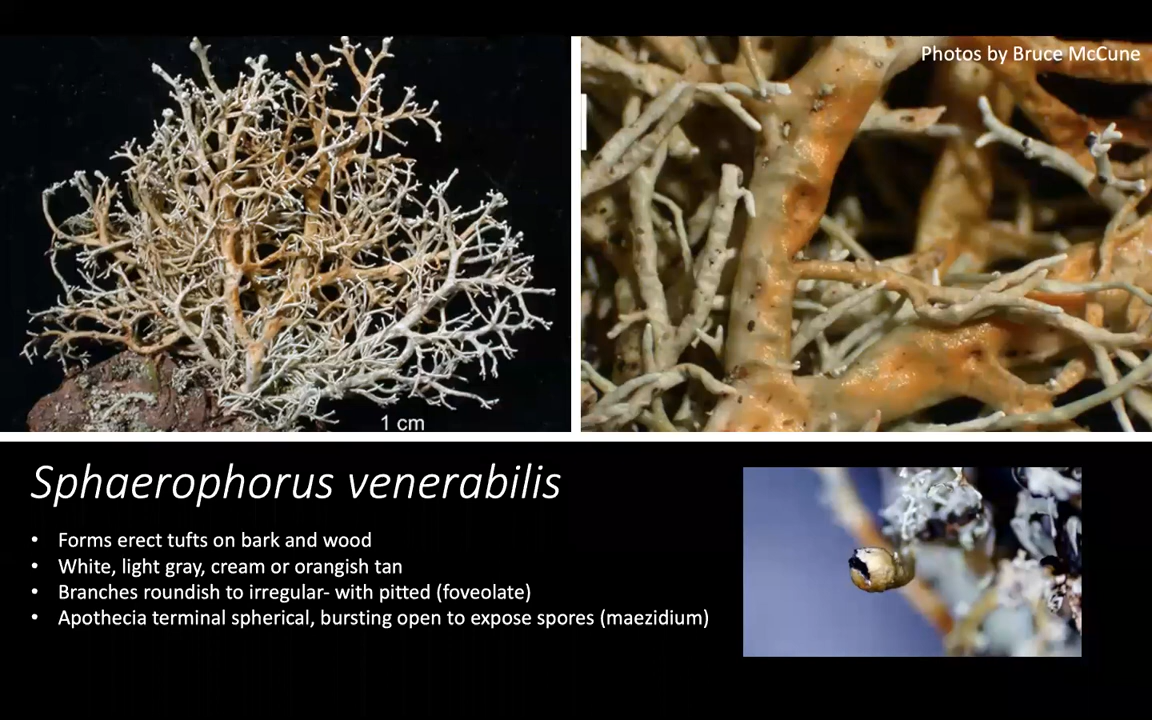 Photos by Bruce McCune
1 cm
Sphaerophorus venerabilis
• Forms erect tufts on bark and wood
• White, light gray, cream or orangish tan
• Branches roundish to irregular- with pitted (foveolate)
• Apothecia terminal spherical, bursting open to expose spores (maezidium)